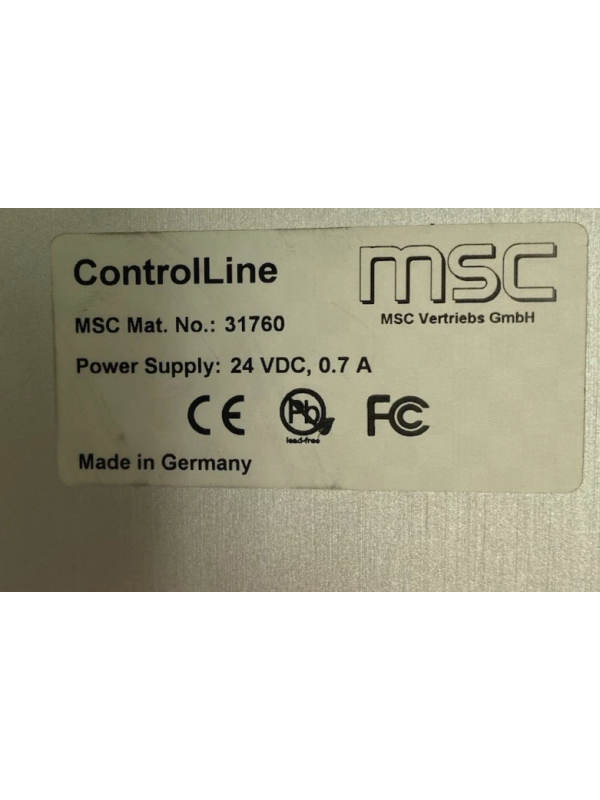 ControlLine
msc
MSC Vertriebs GmbH
MSC Mat. No.: 31760
Power Supply: 24 VDC, 0.7 A
CE Pb FC
lead-free
Made in Germany